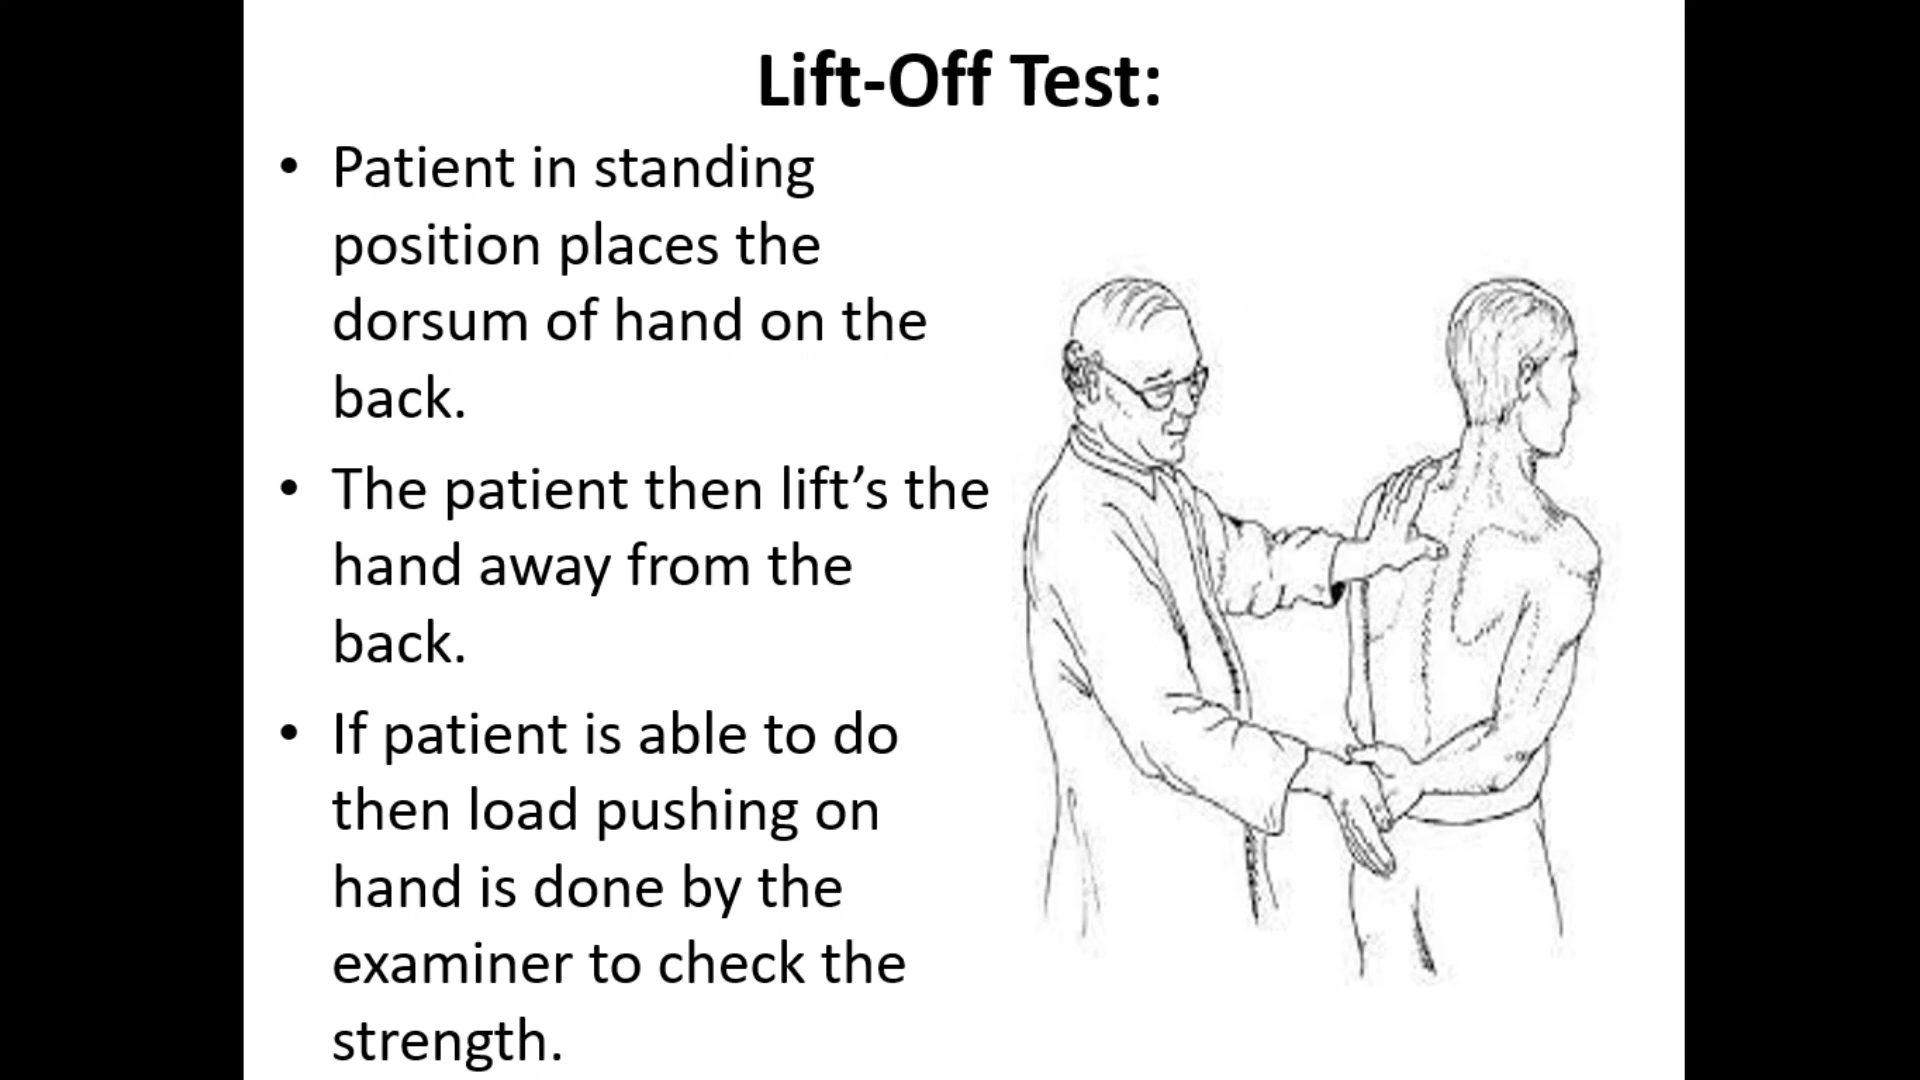 Lift-Off Test:
• Patient in standing
position places the
dorsum of hand on the
back.
• The patient then lift’s the
hand away from the
back.
• If patient is able to do
then load pushing on
hand is done by the
examiner to check the
strength.